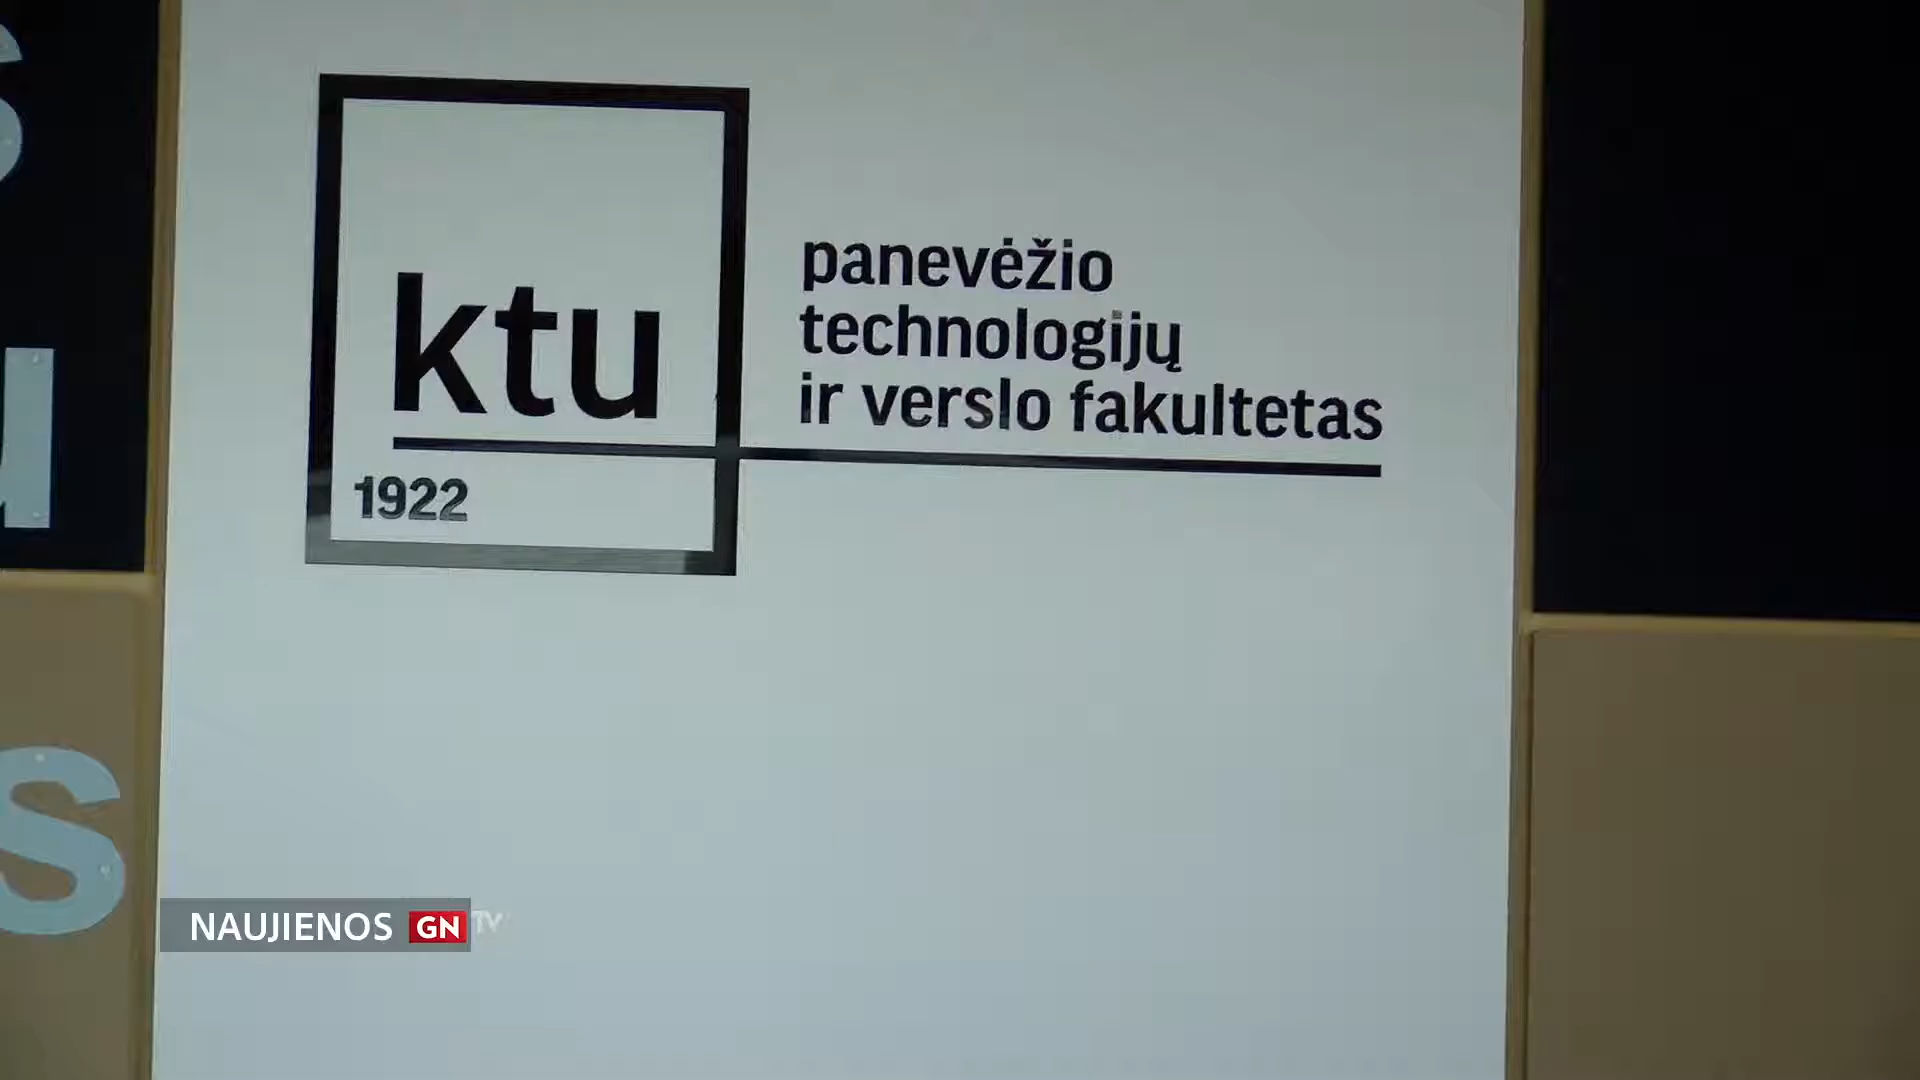 ktu
1922
panevėžio
technologijų
ir verslo fakultetas
NAUJIENOS GN TV